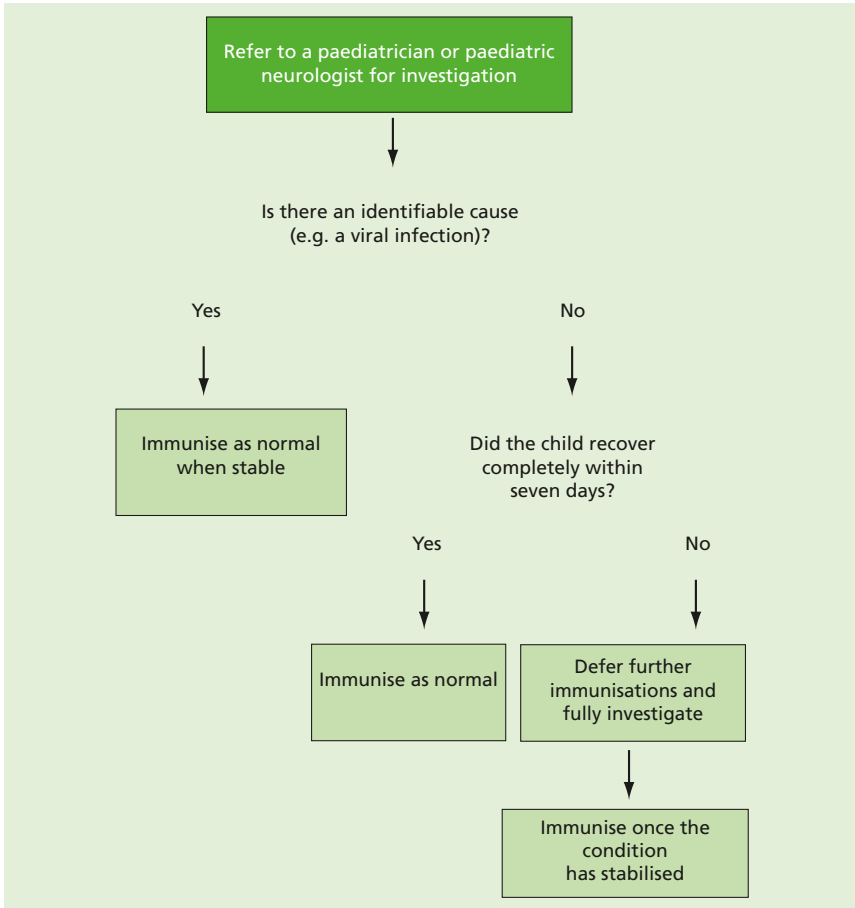 Refer to a paediatrician or paediatric
neurologist for investigation
Is there an identifiable cause
(e.g. a viral infection)?
Yes
No
Immunise as normal
when stable
Did the child recover
completely within
seven days?
Yes
No
Immunise as normal
Defer further
immunisations and
fully investigate
Immunise once the
condition
has stabilised